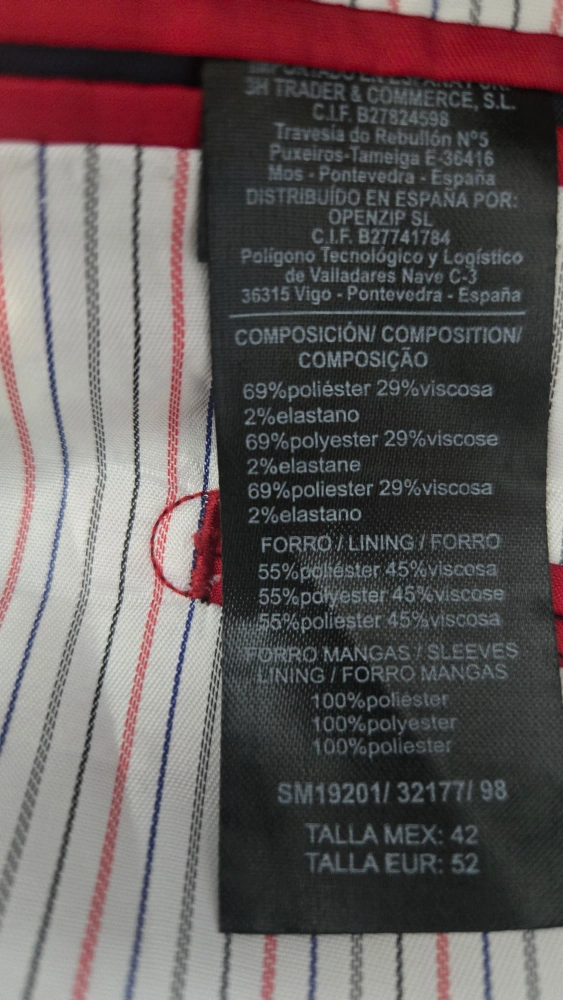 IMPORTADO EN ESPAÑA POR:
3H TRADER & COMMERCE, S.L.
C.I.F. B27824598
Travesía do Rebullón Nº5
Puxeiros-Tameiga E-36416
Mos - Pontevedra - España
DISTRIBUÍDO EN ESPAÑA POR:
OPENZIP SL
C.I.F. B27741784
Polígono Tecnológico y Logístico
de Valladares Nave C-3
36315 Vigo - Pontevedra - España
COMPOSICIÓN/ COMPOSITION/
COMPOSIÇÃO
69%poliéster 29%viscosa
2%elastano
69%polyester 29%viscose
2%elastane
69%poliester 29%viscosa
2%elastano
FORRO / LINING / FORRO
55%poliéster 45%viscosa
55%polyester 45%viscose
55%poliester 45%viscosa
FORRO MANGAS / SLEEVES
LINING / FORRO MANGAS
100%poliéster
100%polyester
100%poliester
SM19201/ 32177/ 98
TALLA MEX: 42
TALLA EUR: 52